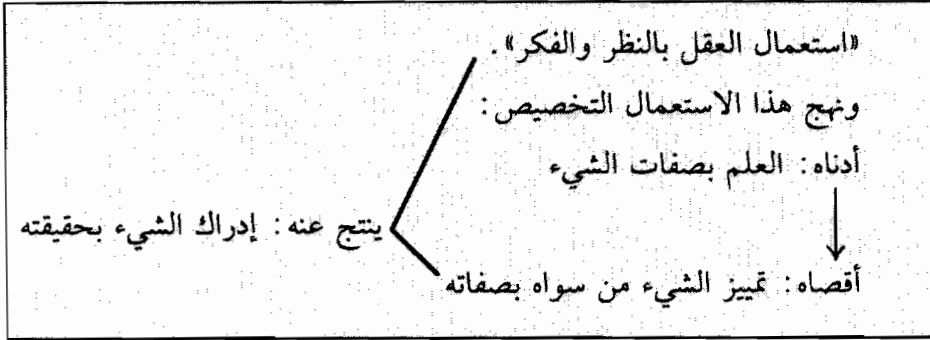 «استعمال العقل بالنظر والفكر».
ونهج هذا الاستعمال التخصيص:
أدناه: العلم بصفات الشيء
ينتج عنه: إدراك الشيء بحقيقته
أقصاه: تمييز الشيء من سواه بصفاته